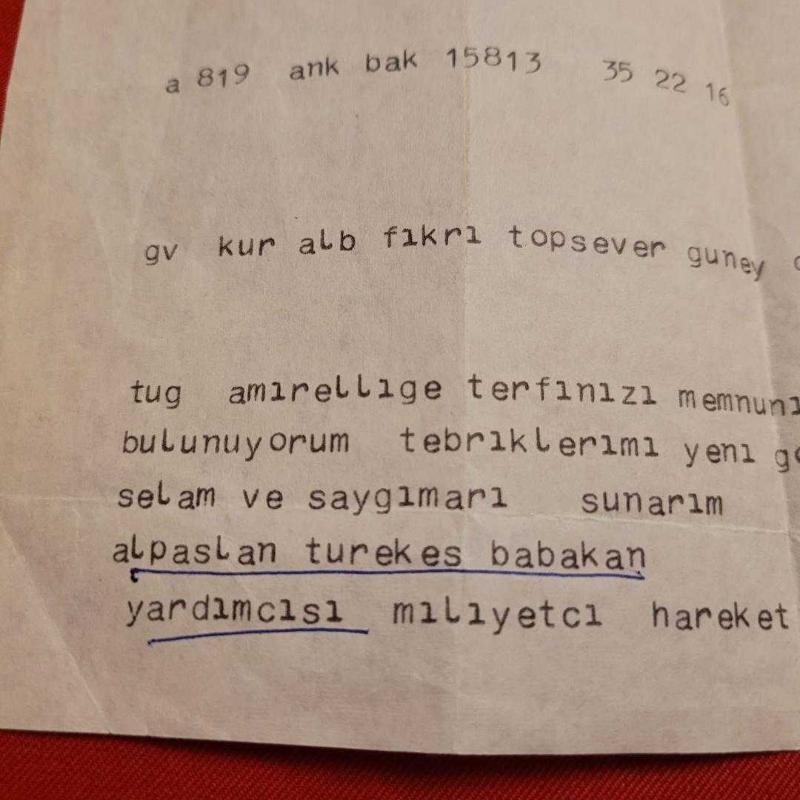 a 819 ank bak 15813 35 22 16
gv kur alb fıkrı topsever guney
tug amırellıge terfınızı memnunı
bulunuyorum tebrıklerımı yenı
selam ve saygımarı sunarım
alpaslan turekes babakan
yardımcısı mılıyetcı hareket